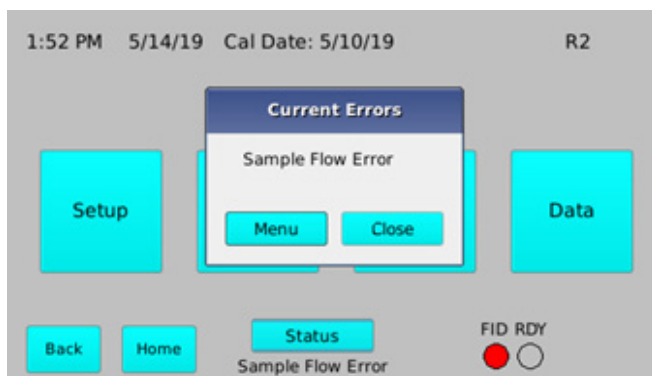 1:52 PM 5/14/19 Cal Date: 5/10/19 R2
Current Errors
Sample Flow Error
Menu Close
Setup Data
Back Home Status FID RDY
Sample Flow Error